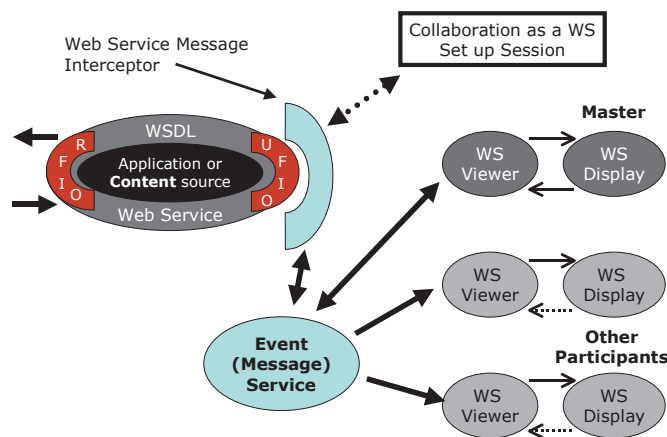 Web Service Message
Interceptor
Collaboration as a WS
Set up Session
WSDL
R
F
I
O
Application or
Content source
U
F
I
O
Web Service
Master
WS
Viewer
WS
Display
WS
Viewer
WS
Display
Event
(Message)
Service
Other
Participants
WS
Viewer
WS
Display